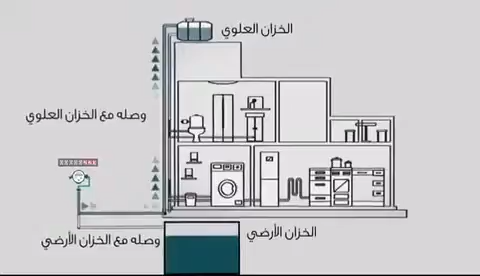 الخزان العلوي
وصله مع الخزان العلوي
الخزان الأرضي
وصله مع الخزان الأرضي